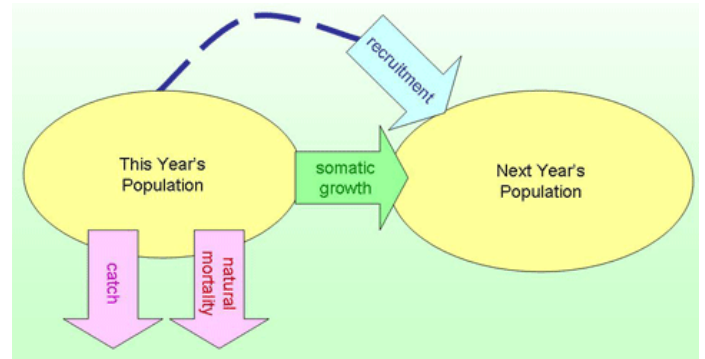 recruitment
This Year's
Population
somatic
growth
Next Year's
Population
catch
natural
mortality